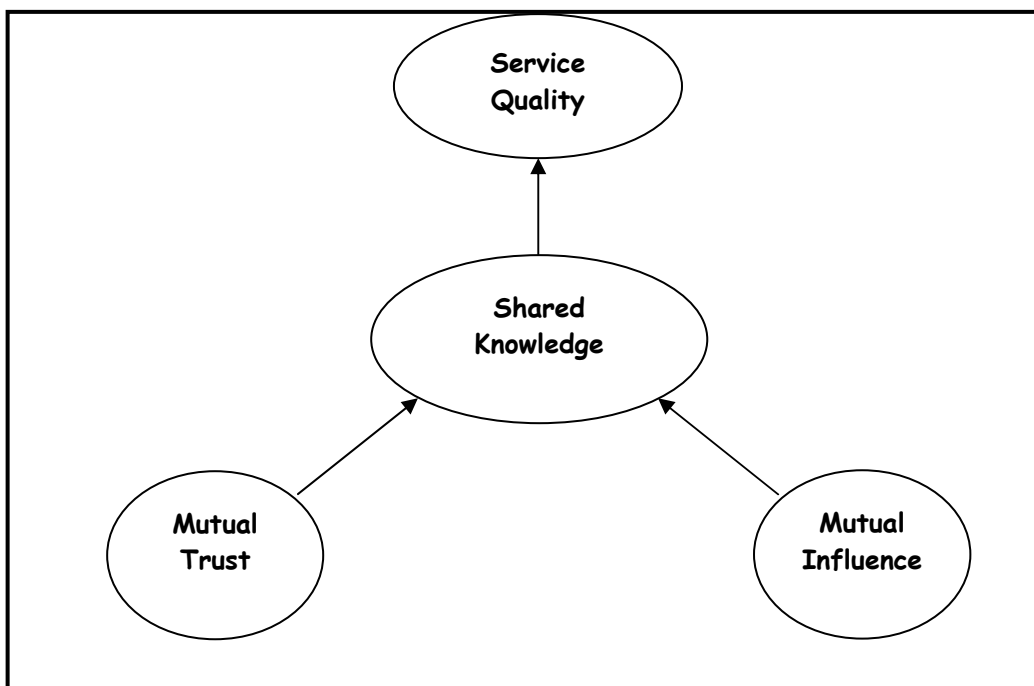 Service
Quality
Shared
Knowledge
Mutual
Trust
Mutual
Influence